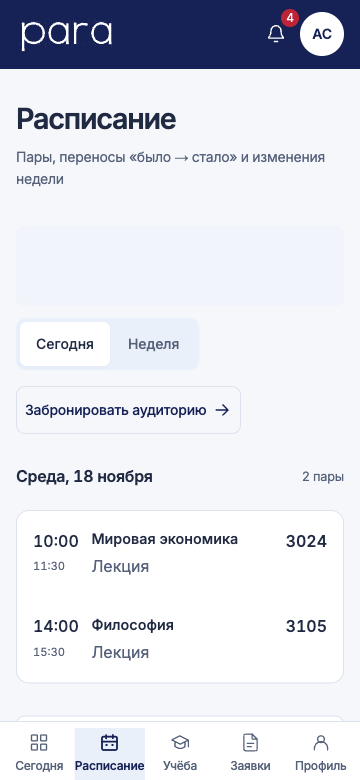 para
4
АС
Расписание
Пары, переносы «было → стало» и изменения
недели
Сегодня Неделя
Забронировать аудиторию →
Среда, 18 ноября 2 пары
10:00 Мировая экономика 3024
11:30 Лекция
14:00 Философия 3105
15:30 Лекция
Сегодня Расписание Учёба Заявки Профиль